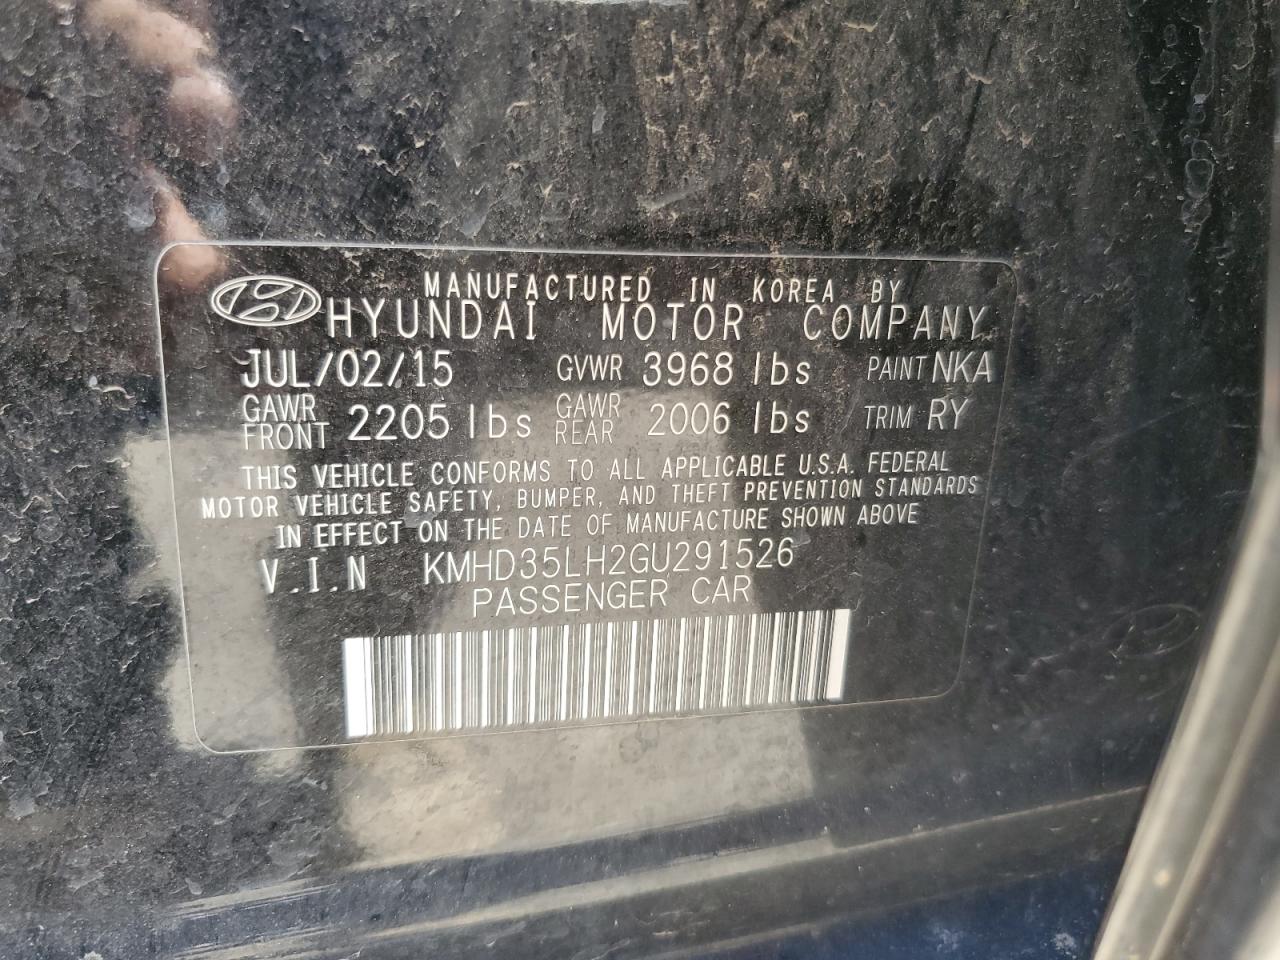 MANUFACTURED IN KOREA BY
HYUNDAI MOTOR COMPANY
JUL/02/15 GVWR 3968 lbs PAINT NKA
GAWR FRONT 2205 lbs GAWR REAR 2006 lbs TRIM RY
THIS VEHICLE CONFORMS TO ALL APPLICABLE U.S.A. FEDERAL
MOTOR VEHICLE SAFETY, BUMPER, AND THEFT PREVENTION STANDARDS
IN EFFECT ON THE DATE OF MANUFACTURE SHOWN ABOVE
V.I.N KMHD35LH2GU291526
PASSENGER CAR